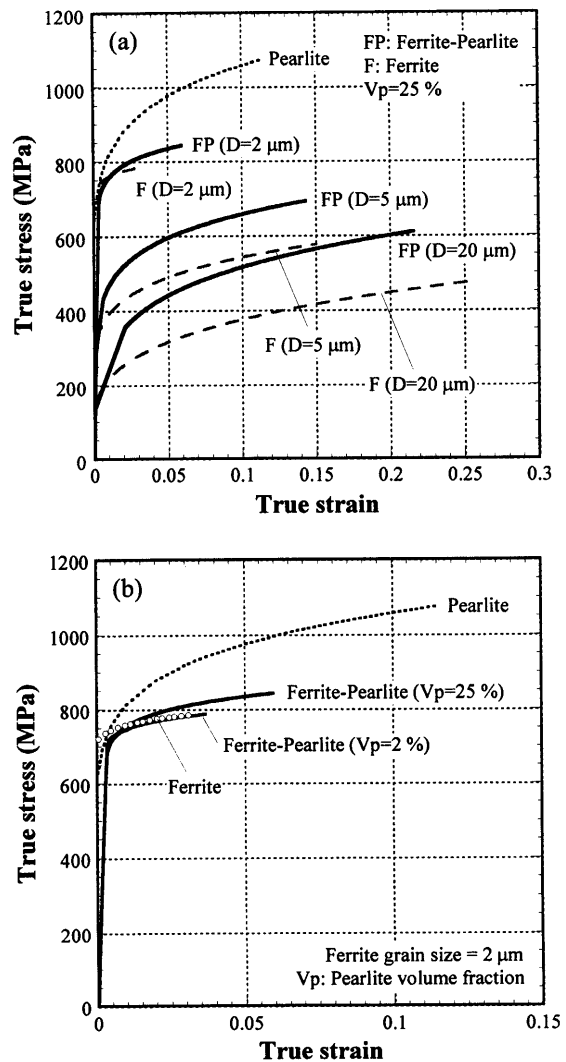 (a)
FP: Ferrite-Pearlite
F: Ferrite
Vp=25 %
Pearlite
FP (D=2 μm)
F (D=2 μm)
FP (D=5 μm)
FP (D=20 μm)
F (D=5 μm)
F (D=20 μm)
1200
1000
800
600
400
200
0
True stress (MPa)
0
0.05
0.1
0.15
0.2
0.25
0.3
True strain
(b)
Pearlite
Ferrite-Pearlite (Vp=25 %)
Ferrite-Pearlite (Vp=2 %)
Ferrite
Ferrite grain size = 2 μm
Vp: Pearlite volume fraction
1200
1000
800
600
400
200
0
True stress (MPa)
0
0.05
0.1
0.15
True strain